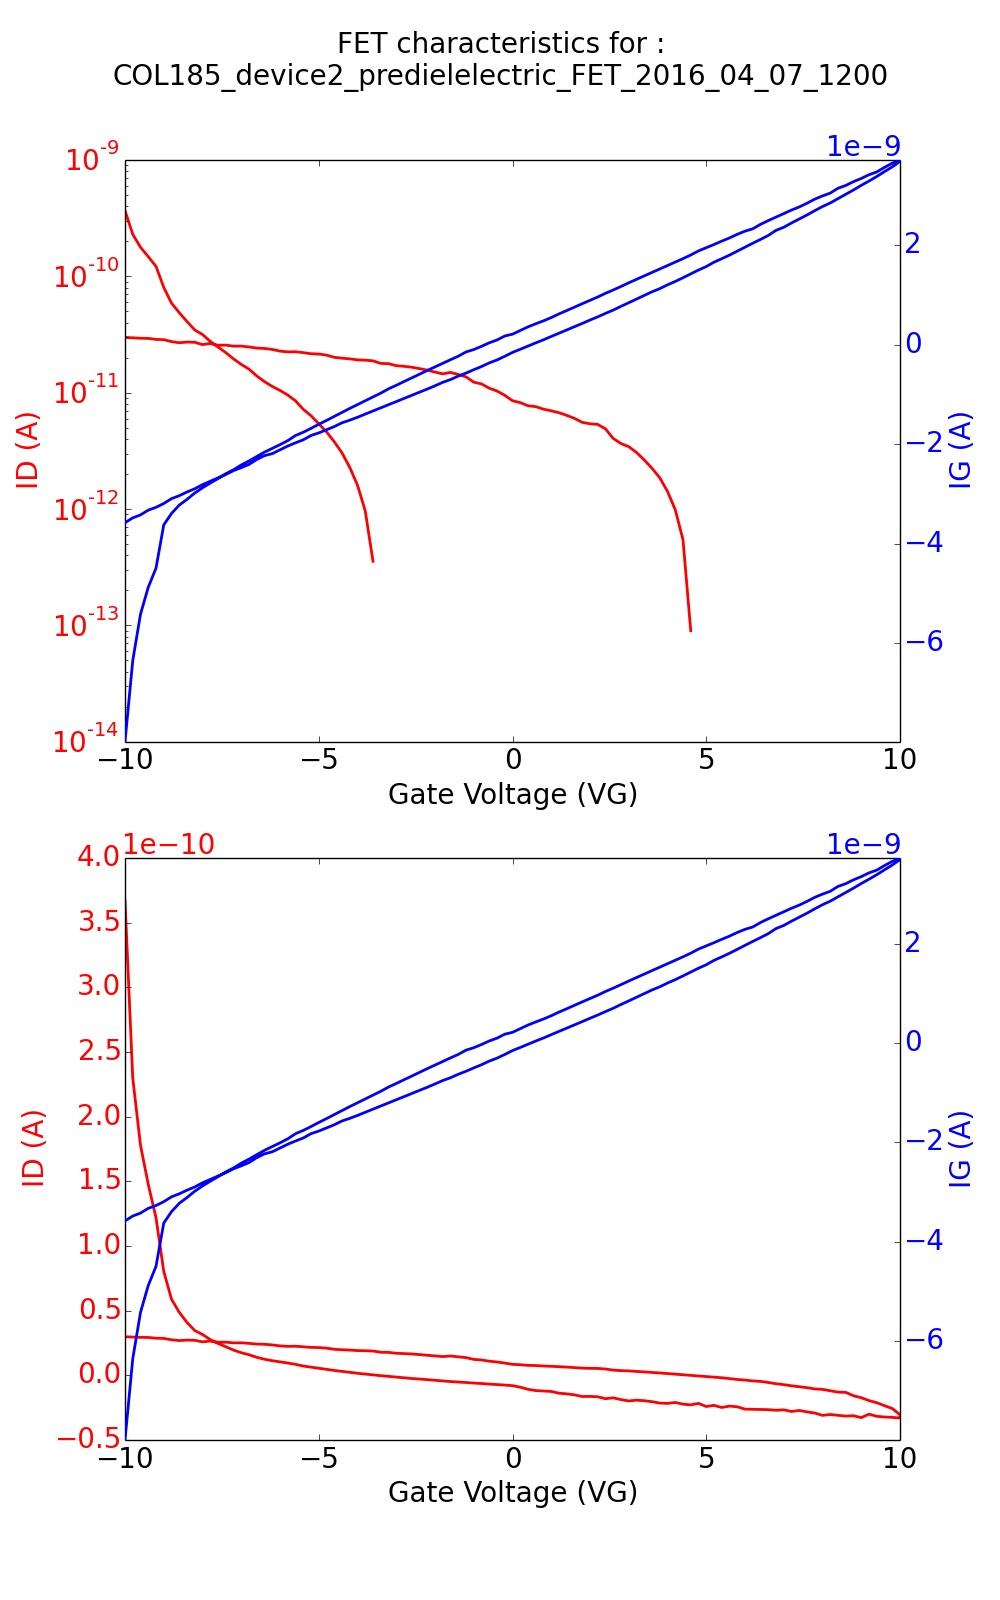 FET characteristics for :
COL185_device2_predielelectric_FET_2016_04_07_1200
1e−9
10^-9
10^-10
10^-11
10^-12
10^-13
10^-14
ID (A)
2
0
−2
−4
−6
IG (A)
−10 −5 0 5 10
Gate Voltage (VG)
1e−10
1e−9
4.0
3.5
3.0
2.5
2.0
1.5
1.0
0.5
0.0
−0.5
ID (A)
2
0
−2
−4
−6
IG (A)
−10 −5 0 5 10
Gate Voltage (VG)